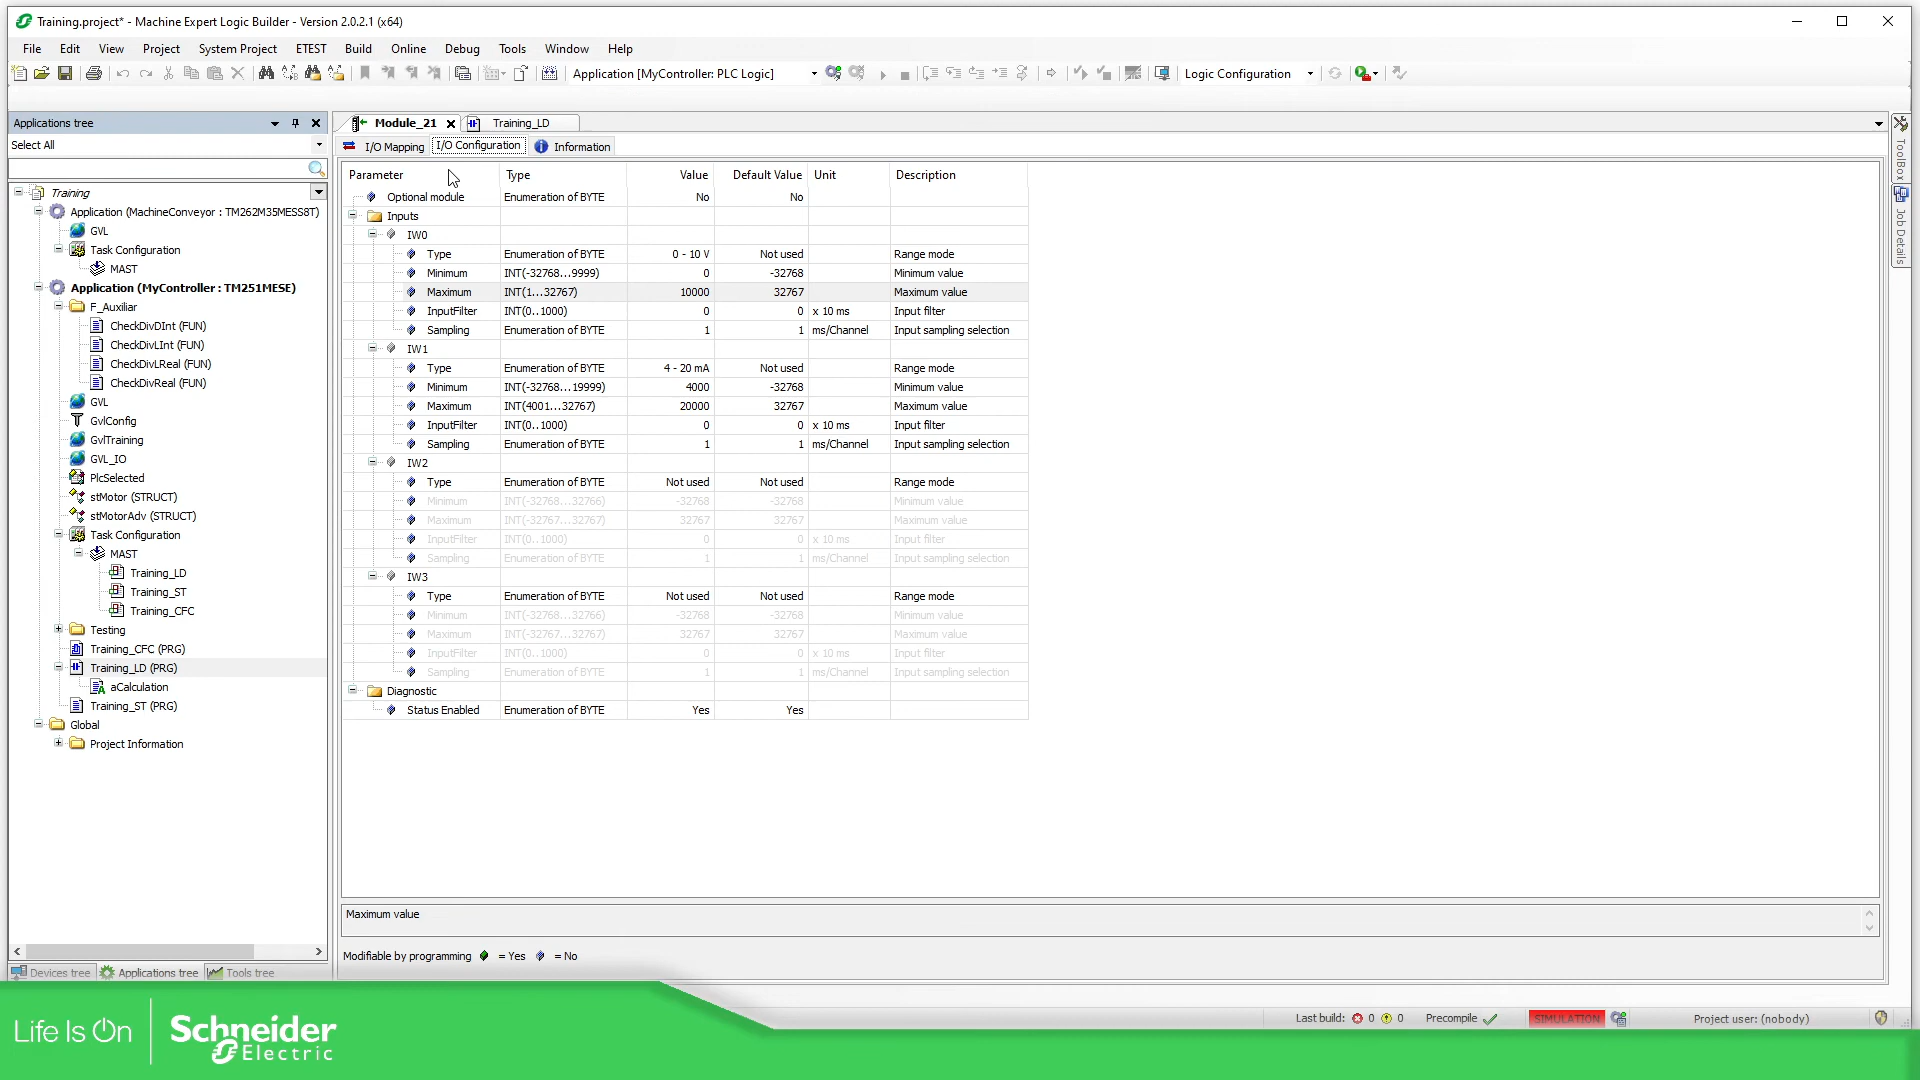 Training.project* - Machine Expert Logic Builder - Version 2.0.2.1 (x64)
File Edit View Project System Project ETEST Build Online Debug Tools Window Help
Application [MyController: PLC Logic] Logic Configuration
Applications tree
Select All
Training
Application (MachineConveyor : TM262M35MESS8T)
GVL
Task Configuration
MAST
Application (MyController : TM251MESE)
F_Auxiliar
CheckDivDInt (FUN)
CheckDivLInt (FUN)
CheckDivLReal (FUN)
CheckDivReal (FUN)
GVL
GvlConfig
GvlTraining
GVL_IO
PlcSelected
stMotor (STRUCT)
stMotorAdv (STRUCT)
Task Configuration
MAST
Training_LD
Training_ST
Training_CFC
Testing
Training_CFC (PRG)
Training_LD (PRG)
aCalculation
Training_ST (PRG)
Global
Project Information
Devices tree Applications tree Tools tree
Module_21 Training_LD
I/O Mapping I/O Configuration Information
Parameter Type Value Default Value Unit Description
Optional module Enumeration of BYTE No No
Inputs
IW0
Type Enumeration of BYTE 0 - 10 V Not used Range mode
Minimum INT(-32768...9999) 0 -32768 Minimum value
Maximum INT(1...32767) 10000 32767 Maximum value
InputFilter INT(0..1000) 0 0 x 10 ms Input filter
Sampling Enumeration of BYTE 1 1 ms/Channel Input sampling selection
IW1
Type Enumeration of BYTE 4 - 20 mA Not used Range mode
Minimum INT(-32768...19999) 4000 -32768 Minimum value
Maximum INT(4001...32767) 20000 32767 Maximum value
InputFilter INT(0..1000) 0 0 x 10 ms Input filter
Sampling Enumeration of BYTE 1 1 ms/Channel Input sampling selection
IW2
Type Enumeration of BYTE Not used Not used Range mode
Minimum INT(-32768...32766) -32768 -32768 Minimum value
Maximum INT(-32767...32767) 32767 32767 Maximum value
InputFilter INT(0..1000) 0 0 x 10 ms Input filter
Sampling Enumeration of BYTE 1 1 ms/Channel Input sampling selection
IW3
Type Enumeration of BYTE Not used Not used Range mode
Minimum INT(-32768...32766) -32768 -32768 Minimum value
Maximum INT(-32767...32767) 32767 32767 Maximum value
InputFilter INT(0..1000) 0 0 x 10 ms Input filter
Sampling Enumeration of BYTE 1 1 ms/Channel Input sampling selection
Diagnostic
Status Enabled Enumeration of BYTE Yes Yes
Maximum value
Modifiable by programming = Yes = No
ToolBox
Job Details
Last build: 0 0 Precompile SIMULATION Project user: (nobody)
Life Is On Schneider Electric